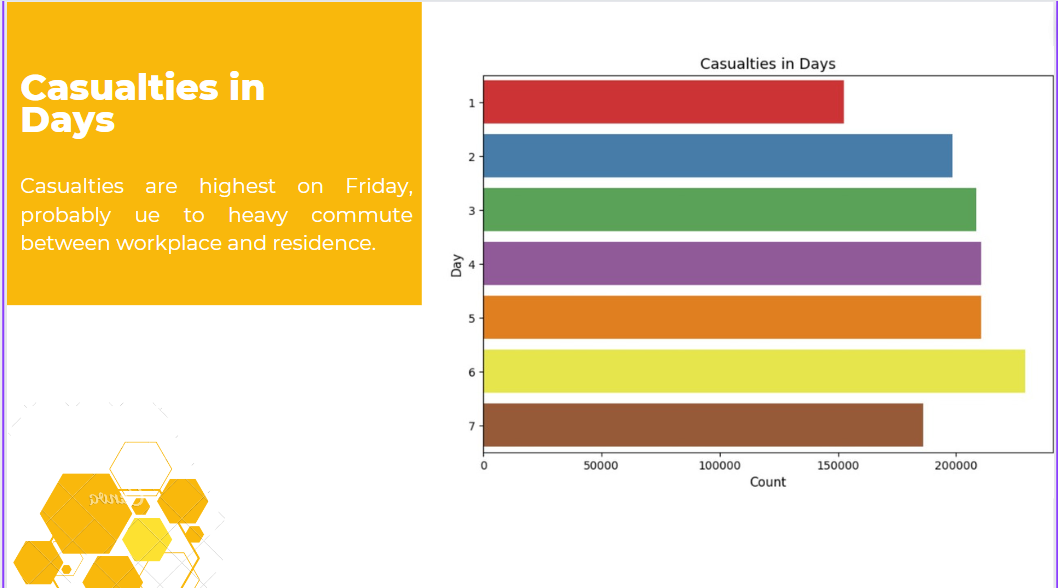 Casualties in
Days
Casualties are highest on Friday,
probably ue to heavy commute
between workplace and residence.
Casualties in Days
Day
1
2
3
4
5
6
7
0 50000 100000 150000 200000
Count